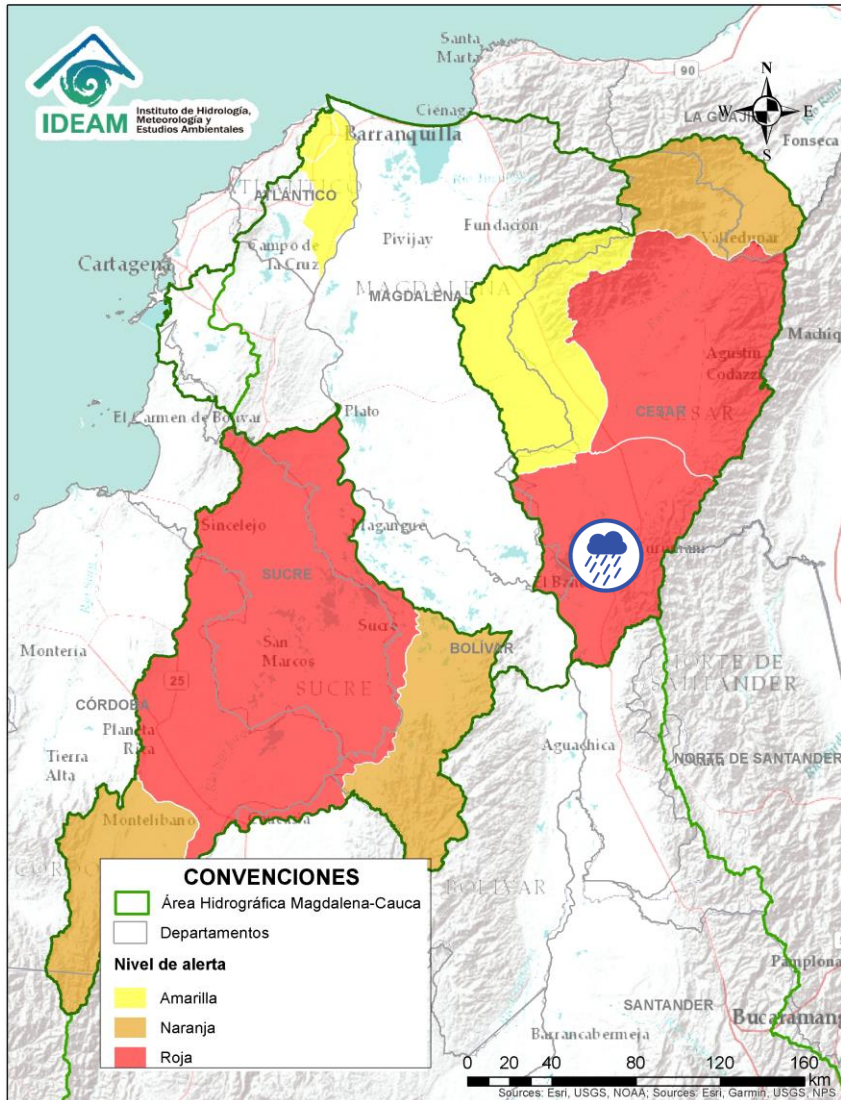 IDEAM
Instituto de Hidrología,
Meteorología y
Estudios Ambientales
Santa
Marta
90
N
W
E
S
LA GUAJI
Fonseca
Ciénaga
Barranquilla
ATLÁNTICO
Fundación
Valledupar
Pivijay
Campo de
la Cruz
Cartagena
MAGDALENA
MAGDALENA
Machiq
Agustín
Codazzi
CESAR
CESAR
El Carmen de Bolívar
Plato
Sincelejo
Magangué
SUCRE
Sucre
San
Marcos
SUCRE
BOLÍVAR
Montería
25
CÓRDOBA
Planeta
Rica
Tierra
Alta
NORTE DE
SANTANDER
Aguachica
NORTE DE SANTANDER
Montelíbano
BOLÍVAR
CONVENCIONES
Área Hidrográfica Magdalena-Cauca
Departamentos
Nivel de alerta
Amarilla
Naranja
Roja
Pamplona
SANTANDER
Bucaramang
Barrancabermeja
0 20 40 80 120 160
km
Sources: Esri, USGS, NOAA; Sources: Esri, Garmin, USGS, NPS